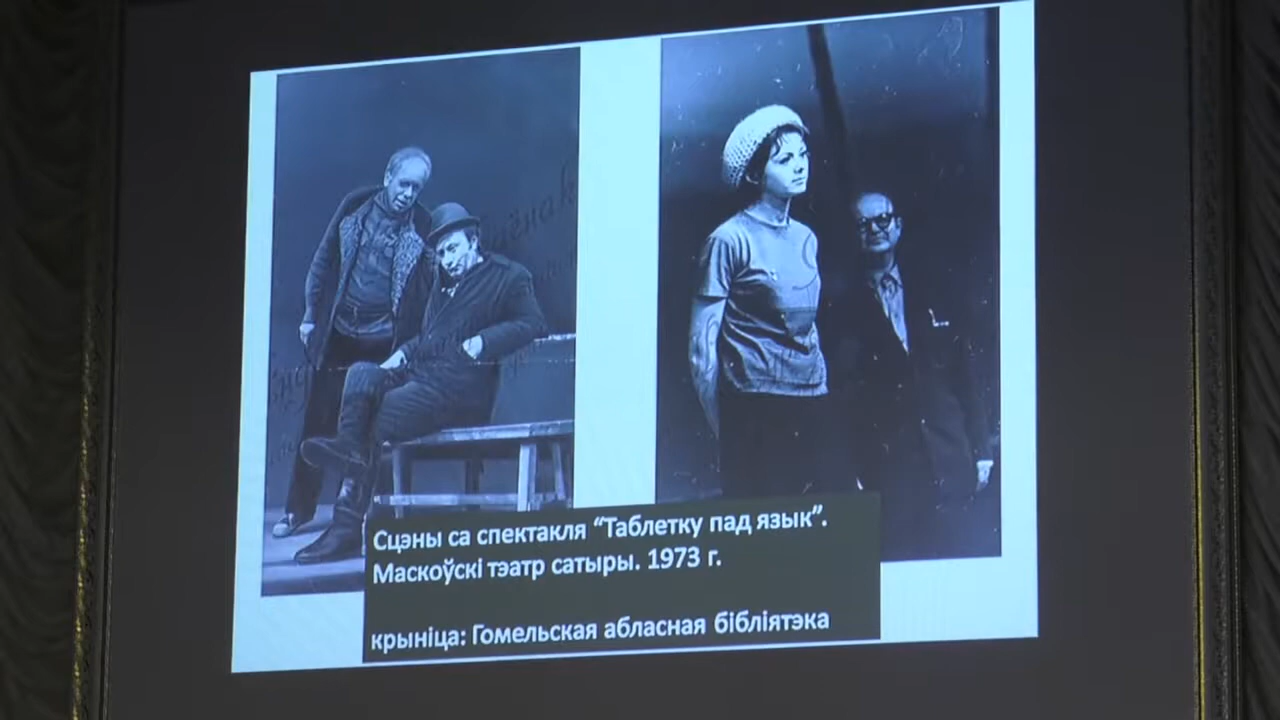 Сцэны са спектакля “Таблетку пад язык”.
Маскоўскі тэатр сатыры. 1973 г.
крыніца: Гомельская абласная бібліятэка